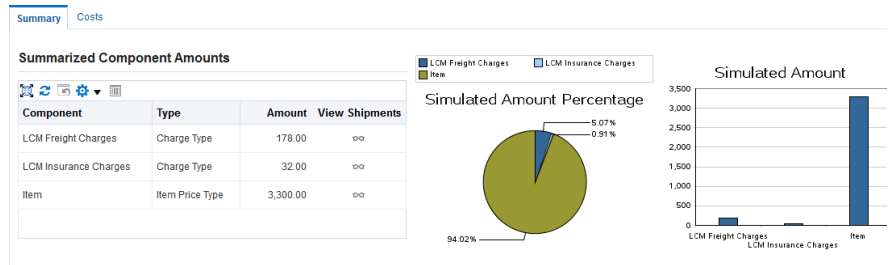 Summary Costs
Summarized Component Amounts
Component Type Amount View Shipments
LCM Freight Charges Charge Type 178.00
LCM Insurance Charges Charge Type 32.00
Item Item Price Type 3,300.00
LCM Freight Charges LCM Insurance Charges
Item
Simulated Amount Percentage
5.07%
0.91%
94.02%
Simulated Amount
3,500
3,000
2,500
2,000
1,500
1,000
500
0
LCM Freight Charges Item
LCM Insurance Charges